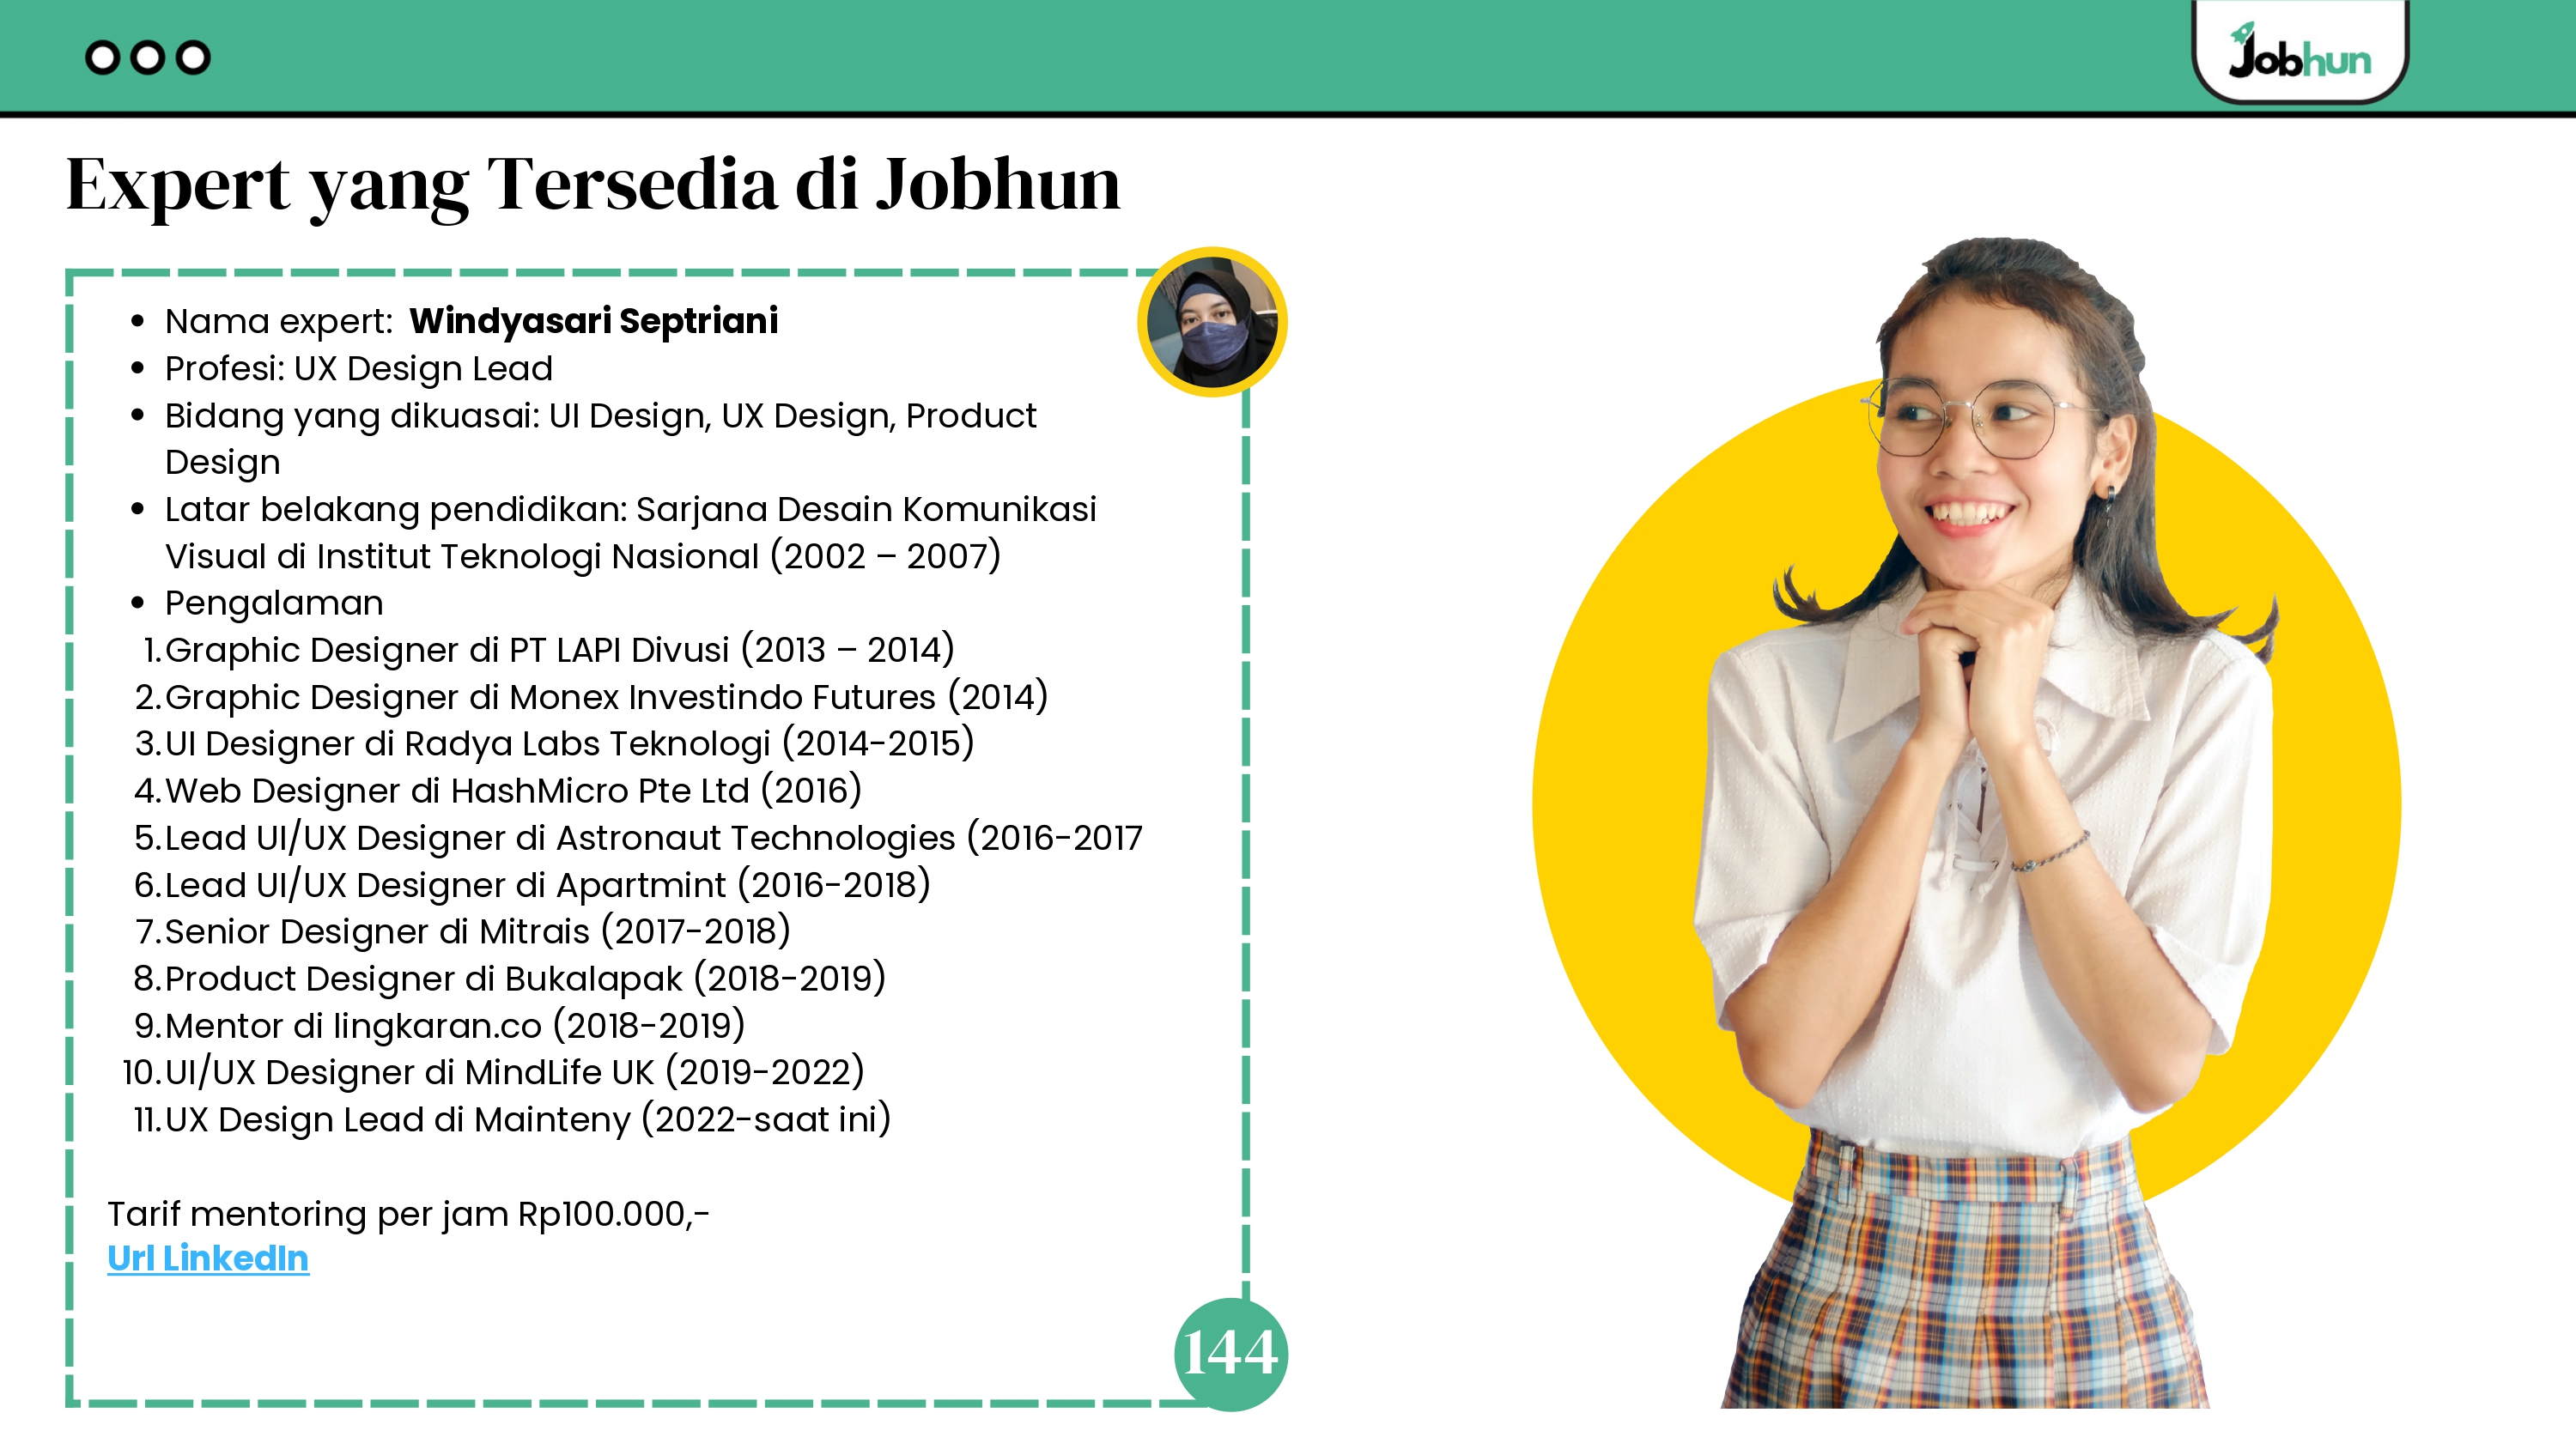 Jobhun
Expert yang Tersedia di Jobhun
• Nama expert: Windyasari Septriani
• Profesi: UX Design Lead
• Bidang yang dikuasai: UI Design, UX Design, Product
Design
• Latar belakang pendidikan: Sarjana Desain Komunikasi
Visual di Institut Teknologi Nasional (2002 – 2007)
• Pengalaman
1. Graphic Designer di PT LAPI Divusi (2013 – 2014)
2. Graphic Designer di Monex Investindo Futures (2014)
3. UI Designer di Radya Labs Teknologi (2014-2015)
4. Web Designer di HashMicro Pte Ltd (2016)
5. Lead UI/UX Designer di Astronaut Technologies (2016-2017
6. Lead UI/UX Designer di Apartmint (2016-2018)
7. Senior Designer di Mitrais (2017-2018)
8. Product Designer di Bukalapak (2018-2019)
9. Mentor di lingkaran.co (2018-2019)
10. UI/UX Designer di MindLife UK (2019-2022)
11. UX Design Lead di Mainteny (2022-saat ini)
Tarif mentoring per jam Rp100.000,-
Url LinkedIn
144